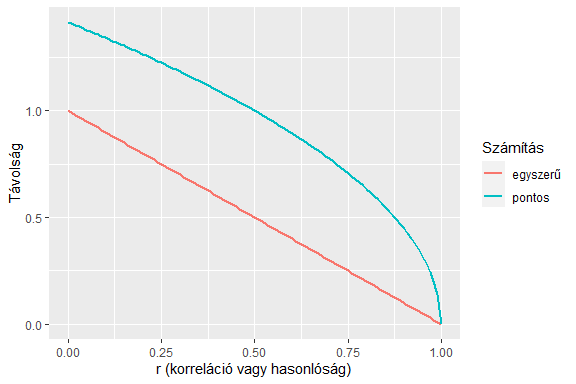 1.0
0.5
0.0
Távolság
0.00 0.25 0.50 0.75 1.00
r (korreláció vagy hasonlóság)
Számítás
egyszerű
pontos